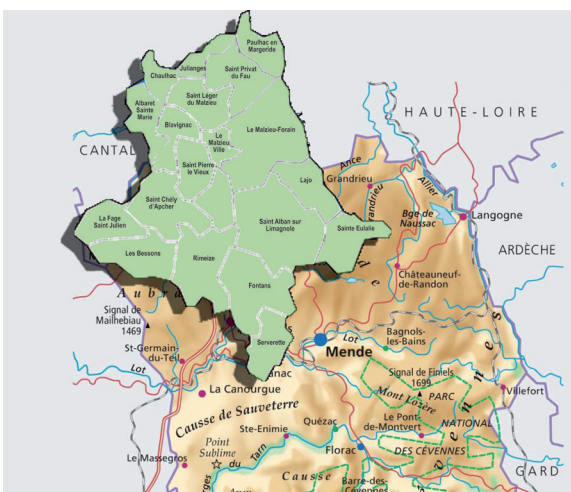 Paulhac en
Margeride
Julianges
Chaulhac
Saint Privat
du Fau
Saint Léger
du Malzieu
Albaret
Sainte
Marie
Blavignac
Le
Malzieu
Ville
Le Malzieu-Forain
Saint Pierre
le Vieux
Lajo
Saint Chély
d'Apcher
La Fage
Saint Julien
Saint Alban sur
Limagnole
Sainte Eulalie
Les Bessons
Rimeize
Fontans
Serverette
HAUTE-LOIRE
CANTAL
Ance
Grandrieu
Allier
Langogne
Bge de
Naussac
ARDÈCHE
Châteauneuf-
de-Randon
Signal de
Mailhebiau
1469
St-Germain-
du-Teil
Lot
Lot
Bagnols-
les-Bains
Mende
Signal de Finiels
1699
Mont Lozère
PARC
NATIONAL
DES CÉVENNES
Villefort
La Canourgue
Causse de Sauveterre
Ste-Enimie
Quézac
Le Pont-
de-Montvert
Point
Sublime
du
Tarn
Florac
Le Massegros
GARD
Causse
Barre-des-
Cévennes